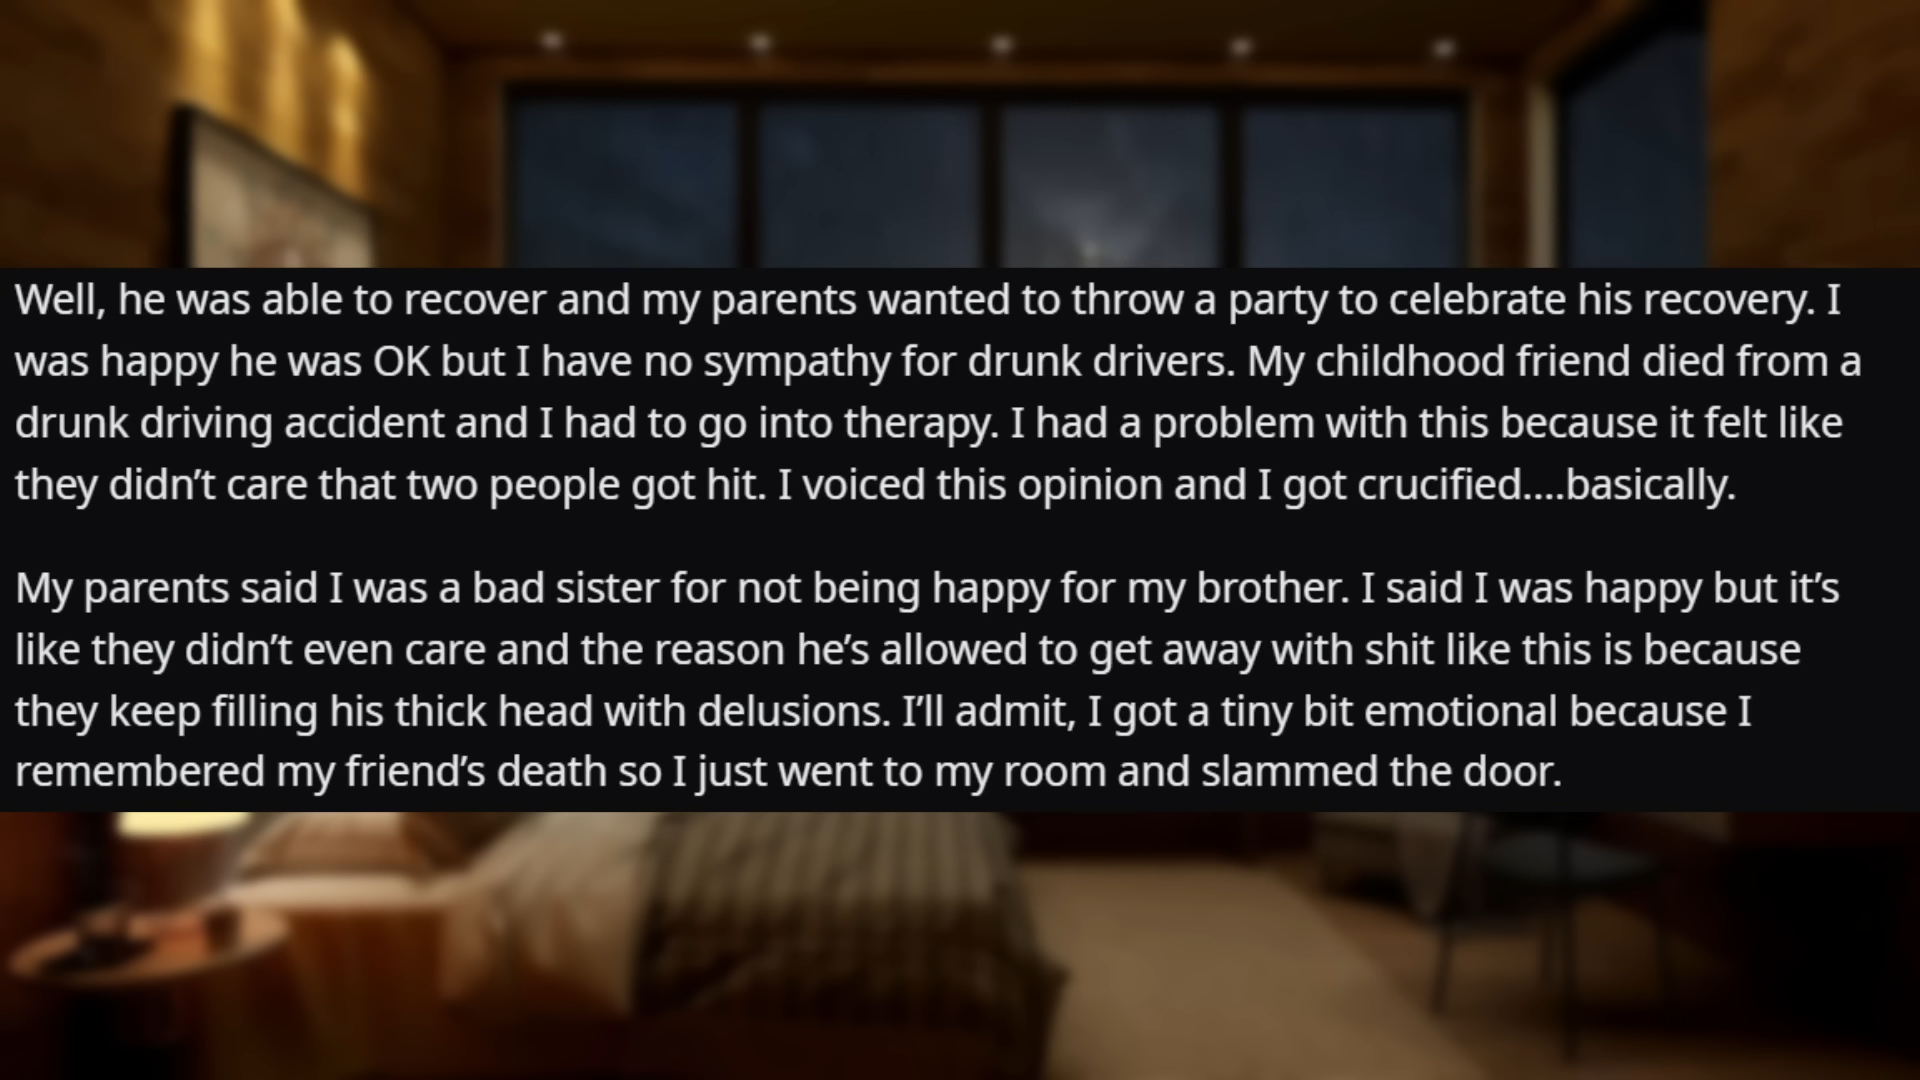 Well, he was able to recover and my parents wanted to throw a party to celebrate his recovery. I
was happy he was OK but I have no sympathy for drunk drivers. My childhood friend died from a
drunk driving accident and I had to go into therapy. I had a problem with this because it felt like
they didn’t care that two people got hit. I voiced this opinion and I got crucified....basically.
My parents said I was a bad sister for not being happy for my brother. I said I was happy but it’s
like they didn’t even care and the reason he’s allowed to get away with shit like this is because
they keep filling his thick head with delusions. I’ll admit, I got a tiny bit emotional because I
remembered my friend’s death so I just went to my room and slammed the door.